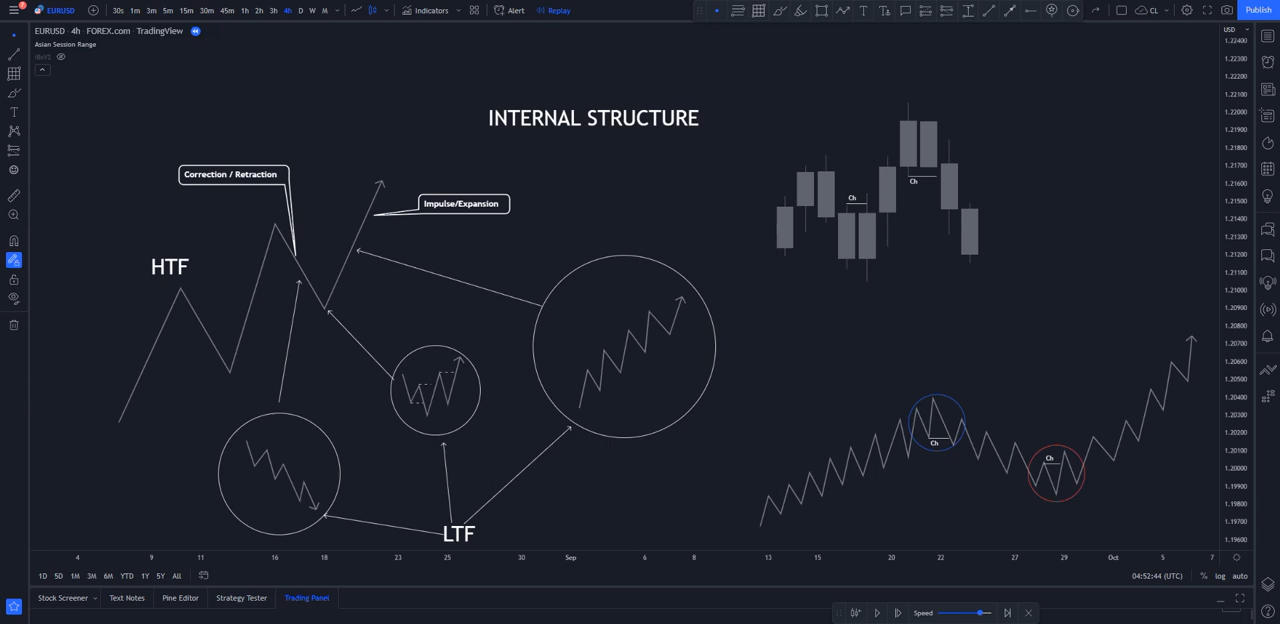 EURUSD
30s 1m 3m 5m 15m 30m 45m 1h 2h 3h 4h D W M
Indicators
Alert
Replay
CL
Publish
EURUSD · 4h · FOREX.com · TradingView
Asian Session Range
USD
INTERNAL STRUCTURE
Correction / Retraction
Impulse/Expansion
HTF
LTF
Ch
Ch
Ch
Ch
1.22400
1.22300
1.22200
1.22100
1.22000
1.21900
1.21800
1.21700
1.21600
1.21500
1.21400
1.21300
1.21200
1.21100
1.21000
1.20900
1.20800
1.20700
1.20600
1.20500
1.20400
1.20300
1.20200
1.20100
1.20000
1.19900
1.19800
1.19700
1.19600
4 9 11 16 18 23 25 30 Sep 6 8 13 15 20 22 27 29 Oct 5 7
1D 5D 1M 3M 6M YTD 1Y 5Y All
04:52:44 (UTC) % log auto
Stock Screener Text Notes Pine Editor Strategy Tester Trading Panel
Speed